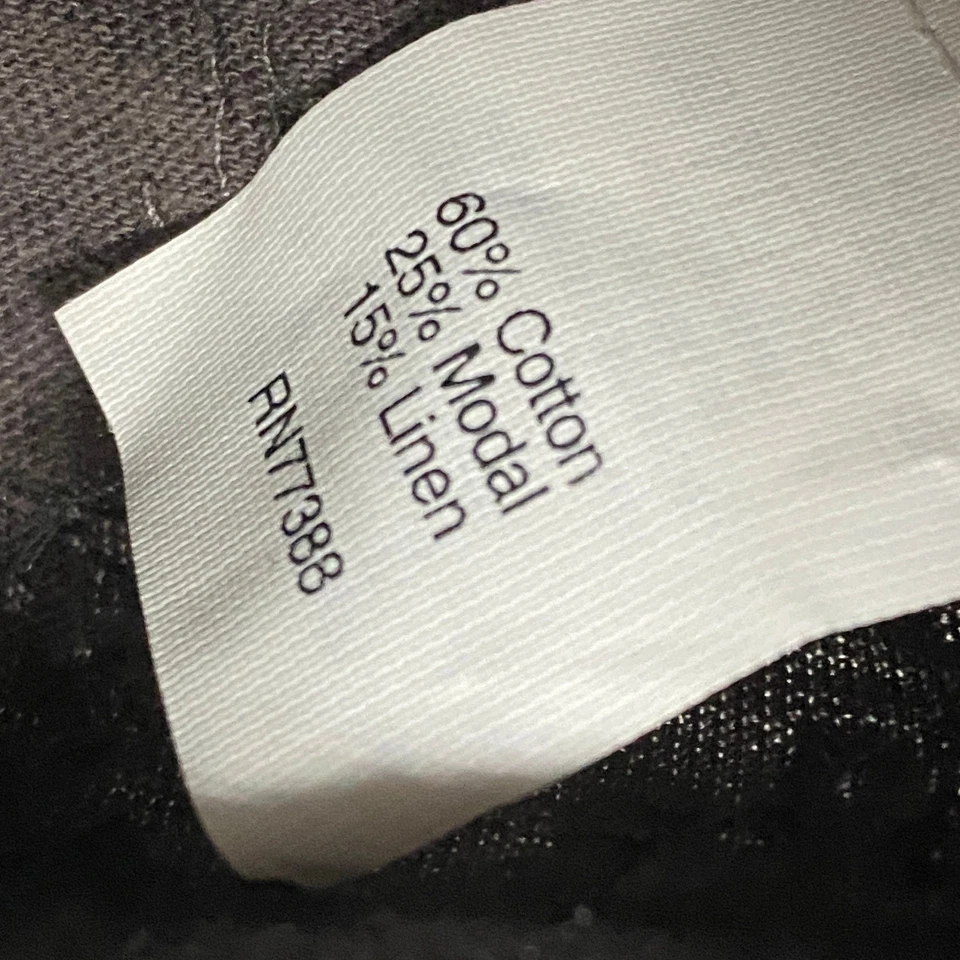 60% Cotton
25% Modal
15% Linen
RN77388